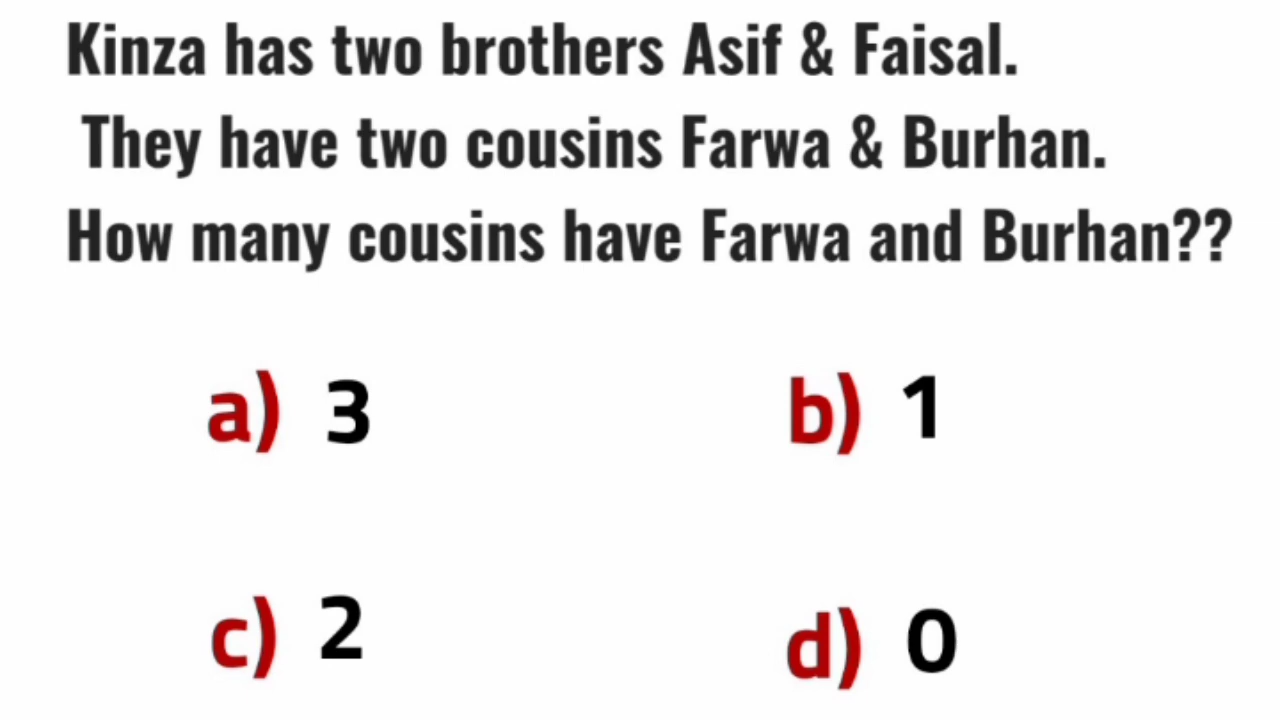 Kinza has two brothers Asif & Faisal.
They have two cousins Farwa & Burhan.
How many cousins have Farwa and Burhan??
a) 3
b) 1
c) 2
d) 0